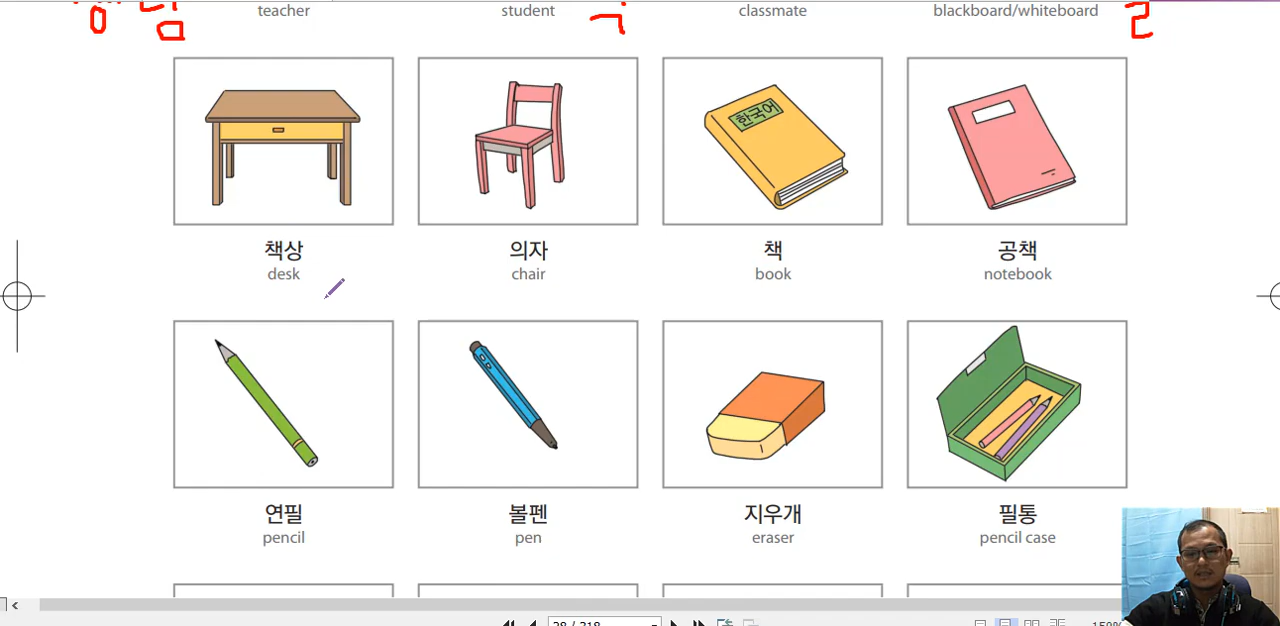 teacher student classmate blackboard/whiteboard
한국어
책상 의자 책 공책
desk chair book notebook
연필 볼펜 지우개 필통
pencil pen eraser pencil case